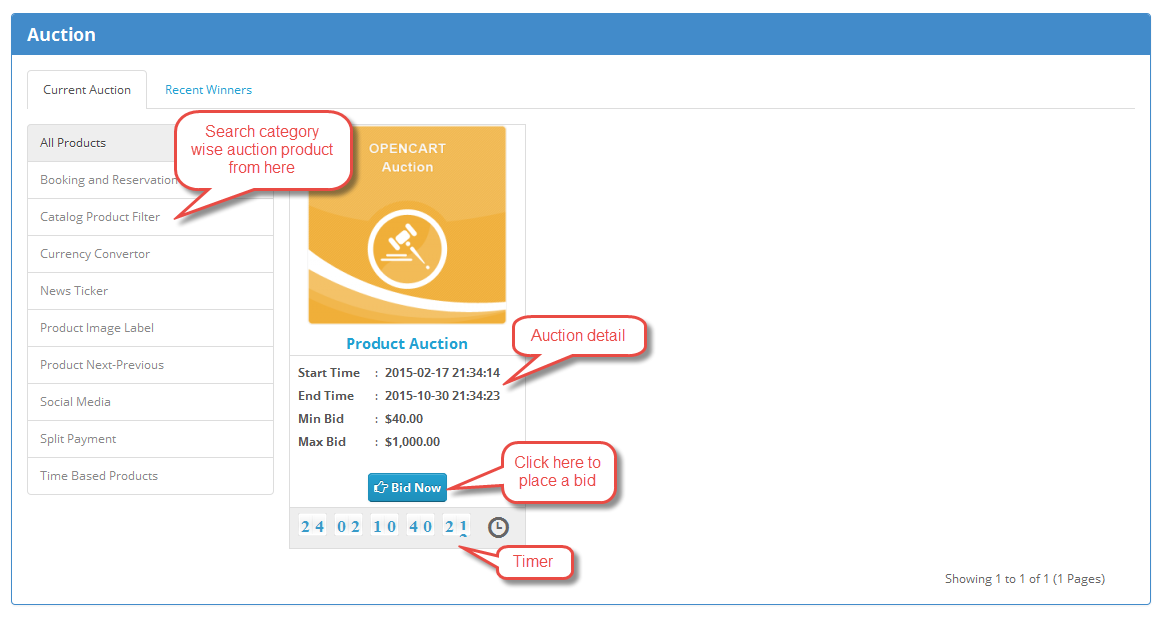 Auction
Current Auction
Recent Winners
All Products
Booking and Reservation
Catalog Product Filter
Currency Convertor
News Ticker
Product Image Label
Product Next-Previous
Social Media
Split Payment
Time Based Products
Search category
wise auction product
from here
OPENCART
Auction
Product Auction
Start Time : 2015-02-17 21:34:14
End Time : 2015-10-30 21:34:23
Min Bid : $40.00
Max Bid : $1,000.00
Auction detail
Bid Now
Click here to
place a bid
24 02 10 40 21
Timer
Showing 1 to 1 of 1 (1 Pages)